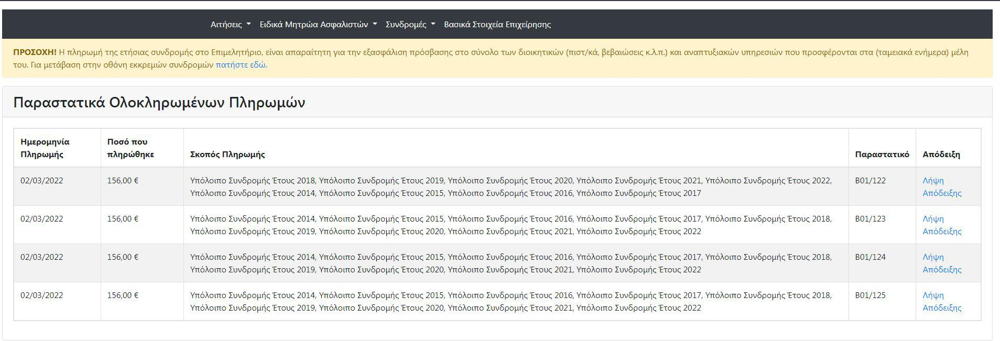 Αιτήσεις Ειδικά Μητρώα Ασφαλιστών Συνδρομές Βασικά Στοιχεία Επιχείρησης
ΠΡΟΣΟΧΗ! Η πληρωμή της ετήσιας συνδρομής στο Επιμελητήριο, είναι απαραίτητη για την εξασφάλιση πρόσβασης στο σύνολο των διοικητικών (πιστ/κά, βεβαιώσεις κ.λ.π.) και αναπτυξιακών υπηρεσιών που προσφέρονται στα (ταμειακά ενήμερα) μέλη
του. Για μετάβαση στην οθόνη εκκρεμών συνδρομών πατήστε εδώ.
Παραστατικά Ολοκληρωμένων Πληρωμών
Ημερομηνία
Πληρωμής
Ποσό που
πληρώθηκε
Σκοπός Πληρωμής
Παραστατικό
Απόδειξη
02/03/2022
156,00 €
Υπόλοιπο Συνδρομής Έτους 2018, Υπόλοιπο Συνδρομής Έτους 2019, Υπόλοιπο Συνδρομής Έτους 2020, Υπόλοιπο Συνδρομής Έτους 2021, Υπόλοιπο Συνδρομής Έτους 2022,
Υπόλοιπο Συνδρομής Έτους 2014, Υπόλοιπο Συνδρομής Έτους 2015, Υπόλοιπο Συνδρομής Έτους 2016, Υπόλοιπο Συνδρομής Έτους 2017
B01/122
Λήψη
Απόδειξης
02/03/2022
156,00 €
Υπόλοιπο Συνδρομής Έτους 2014, Υπόλοιπο Συνδρομής Έτους 2015, Υπόλοιπο Συνδρομής Έτους 2016, Υπόλοιπο Συνδρομής Έτους 2017, Υπόλοιπο Συνδρομής Έτους 2018,
Υπόλοιπο Συνδρομής Έτους 2019, Υπόλοιπο Συνδρομής Έτους 2020, Υπόλοιπο Συνδρομής Έτους 2021, Υπόλοιπο Συνδρομής Έτους 2022
B01/123
Λήψη
Απόδειξης
02/03/2022
156,00 €
Υπόλοιπο Συνδρομής Έτους 2014, Υπόλοιπο Συνδρομής Έτους 2015, Υπόλοιπο Συνδρομής Έτους 2016, Υπόλοιπο Συνδρομής Έτους 2017, Υπόλοιπο Συνδρομής Έτους 2018,
Υπόλοιπο Συνδρομής Έτους 2019, Υπόλοιπο Συνδρομής Έτους 2020, Υπόλοιπο Συνδρομής Έτους 2021, Υπόλοιπο Συνδρομής Έτους 2022
B01/124
Λήψη
Απόδειξης
02/03/2022
156,00 €
Υπόλοιπο Συνδρομής Έτους 2014, Υπόλοιπο Συνδρομής Έτους 2015, Υπόλοιπο Συνδρομής Έτους 2016, Υπόλοιπο Συνδρομής Έτους 2017, Υπόλοιπο Συνδρομής Έτους 2018,
Υπόλοιπο Συνδρομής Έτους 2019, Υπόλοιπο Συνδρομής Έτους 2020, Υπόλοιπο Συνδρομής Έτους 2021, Υπόλοιπο Συνδρομής Έτους 2022
B01/125
Λήψη
Απόδειξης